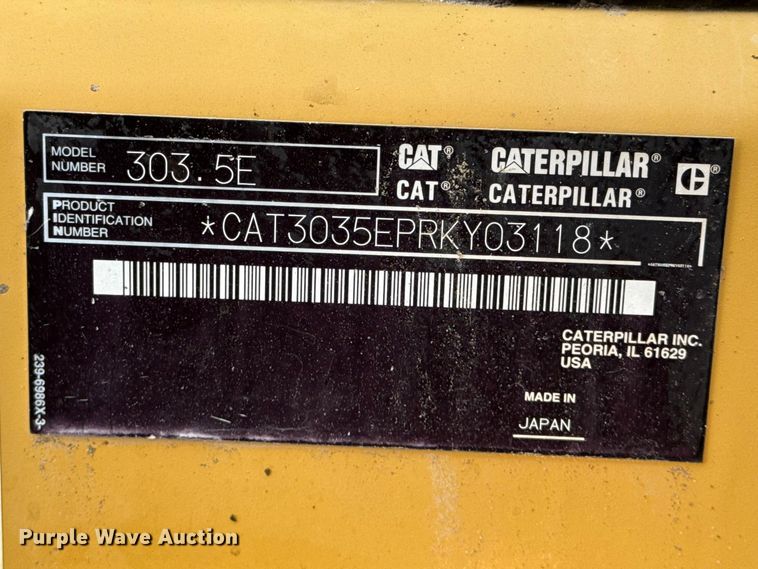 MODEL NUMBER 303.5E
CAT® CATERPILLAR® C
CAT® CATERPILLAR®
PRODUCT IDENTIFICATION NUMBER *CAT3035EPRKY03118*
CATERPILLAR INC.
PEORIA, IL 61629
USA
MADE IN
JAPAN
239-6986X-3
Purple Wave Auction